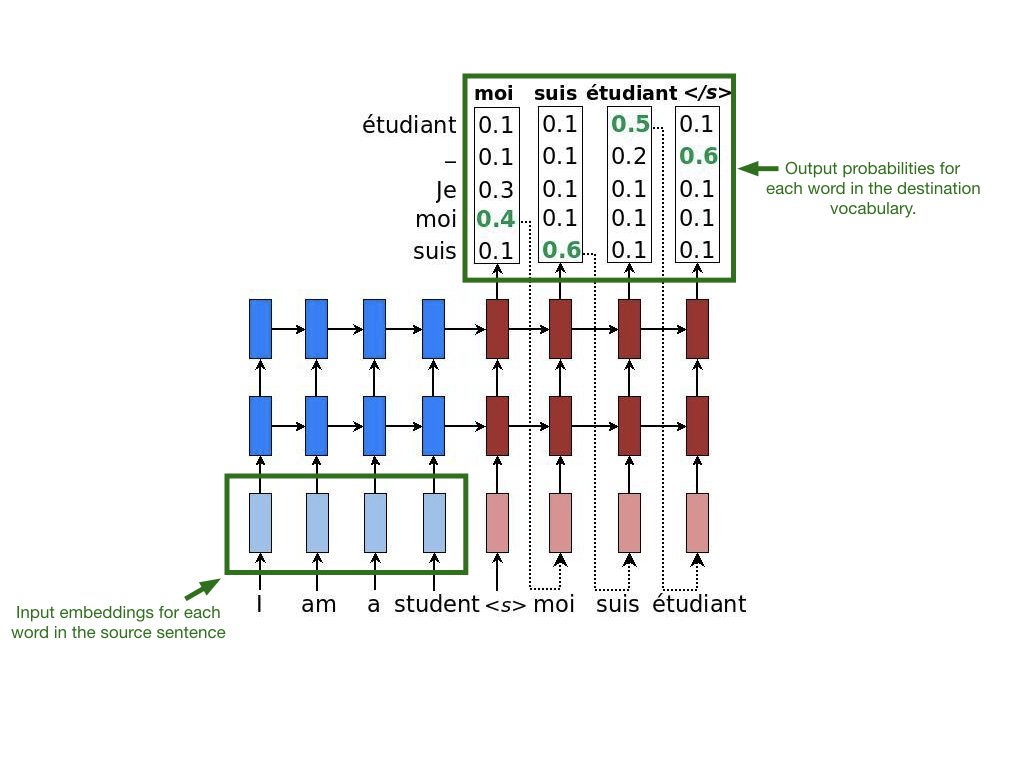 moi suis étudiant </s>
étudiant 0.1 0.1 0.5 0.1
– 0.1 0.1 0.2 0.6
Je 0.3 0.1 0.1 0.1
moi 0.4 0.1 0.1 0.1
suis 0.1 0.6 0.1 0.1
Output probabilities for
each word in the destination
vocabulary.
I am a student <s> moi suis étudiant
Input embeddings for each
word in the source sentence